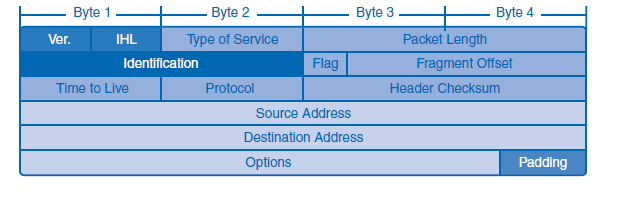 Byte 1 Byte 2 Byte 3 Byte 4
Ver. IHL Type of Service Packet Length
Identification Flag Fragment Offset
Time to Live Protocol Header Checksum
Source Address
Destination Address
Options Padding